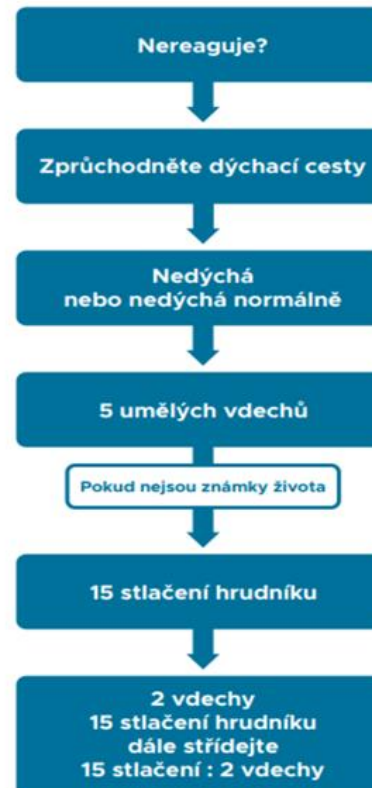 Nereaguje?
Zprůchodněte dýchací cesty
Nedýchá
nebo nedýchá normálně
5 umělých vdechů
Pokud nejsou známky života
15 stlačení hrudníku
2 vdechy
15 stlačení hrudníku
dále střídejte
15 stlačení : 2 vdechy